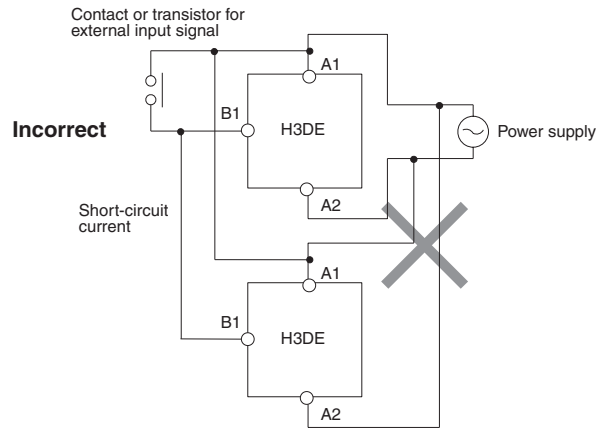 Contact or transistor for
external input signal
A1
B1
H3DE
Incorrect
Power supply
A2
Short-circuit
current
A1
B1
H3DE
A2